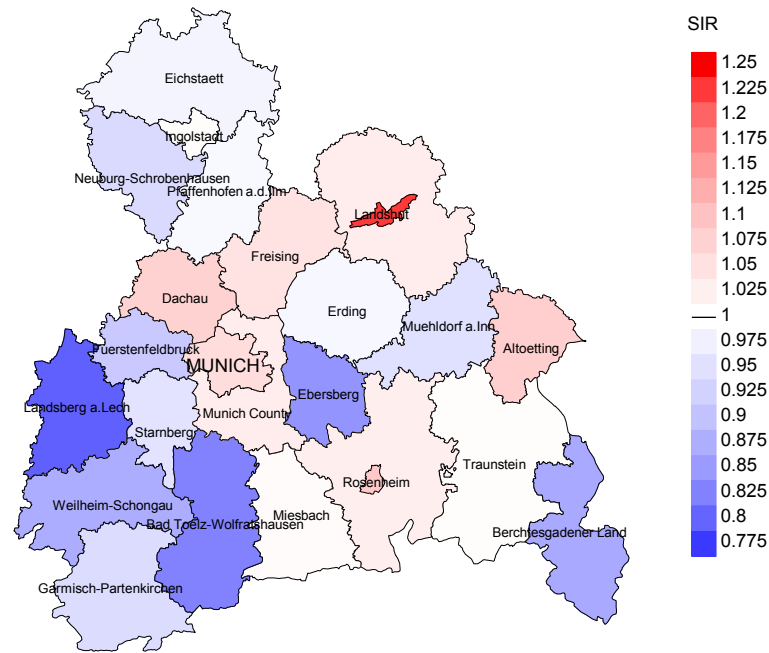 SIR
Eichstaett
1.25
1.225
1.2
Ingolstadt
1.175
1.15
Neuburg-Schrobenhausen
Pfaffenhofen a.d.Ilm
1.125
1.1
Landshut
1.075
Freising
1.05
1.025
Dachau
Erding
1
Muehldorf a.Inn
0.975
Altoetting
Fuerstenfeldbruck
MUNICH
0.95
0.925
Ebersberg
Landsberg a.Lech
Munich County
0.9
Starnberg
0.875
Traunstein
0.85
Rosenheim
0.825
Weilheim-Schongau
Miesbach
0.8
Bad Toelz-Wolfratshausen
Berchtesgadener Land
0.775
Garmisch-Partenkirchen